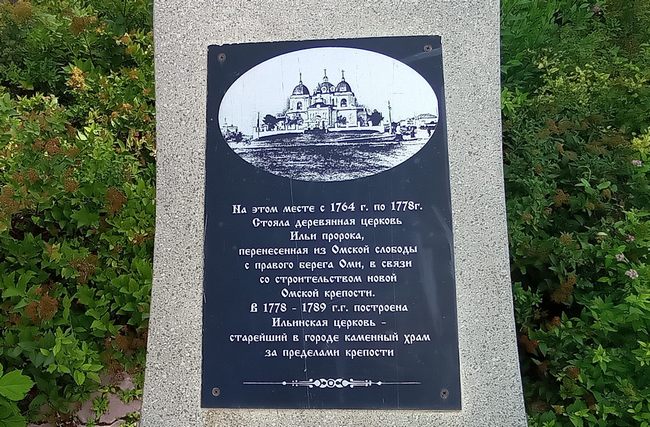 На этом месте с 1764 г. по 1778г.
Стояла деревянная церковь
Ильи пророка,
перенесенная из Омской слободы
с правого берега Оми, в связи
со строительством новой
Омской крепости.
В 1778 - 1789 г.г. построена
Ильинская церковь -
старейший в городе каменный храм
за пределами крепости